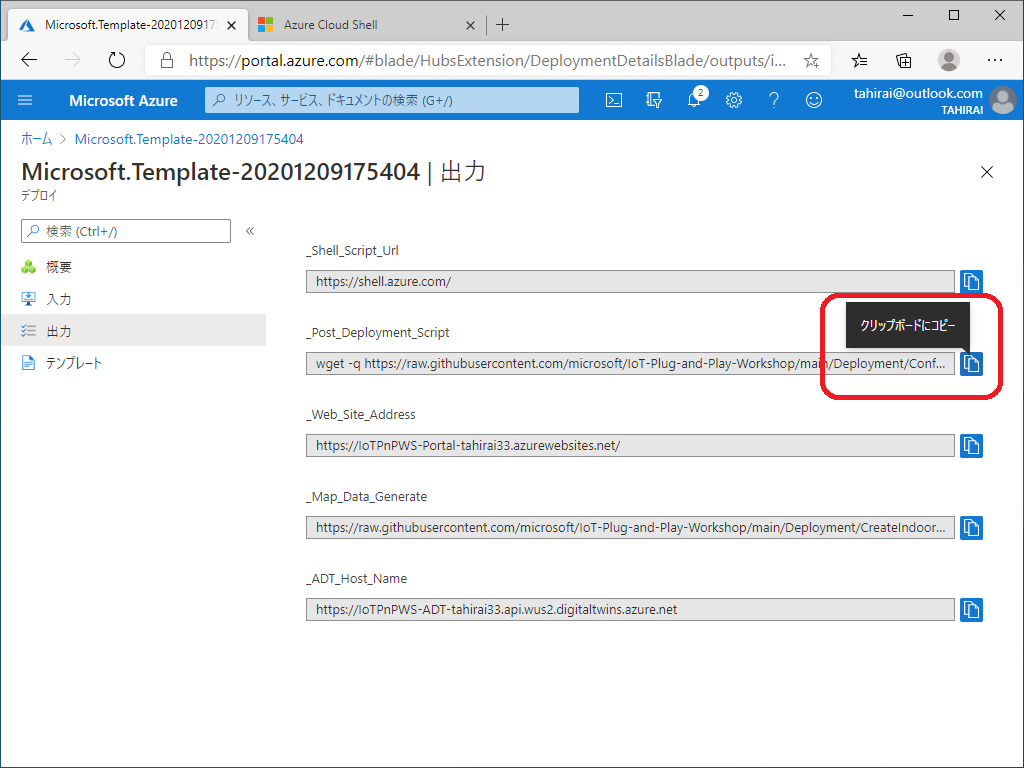 Microsoft.Template-20201209175
Azure Cloud Shell
https://portal.azure.com/#blade/HubsExtension/DeploymentDetailsBlade/outputs/i...
Microsoft Azure
リソース、サービス、ドキュメントの検索 (G+/)
2
tahirai@outlook.com
TAHIRAI
ホーム > Microsoft.Template-20201209175404
Microsoft.Template-20201209175404 | 出力
デプロイ
検索 (Ctrl+/)
«
概要
入力
出力
テンプレート
_Shell_Script_Url
https://shell.azure.com/
クリップボードにコピー
_Post_Deployment_Script
wget -q https://raw.githubusercontent.com/microsoft/IoT-Plug-and-Play-Workshop/main/Deployment/Conf...
_Web_Site_Address
https://IoTPnPWS-Portal-tahirai33.azurewebsites.net/
_Map_Data_Generate
https://raw.githubusercontent.com/microsoft/IoT-Plug-and-Play-Workshop/main/Deployment/CreateIndoor...
_ADT_Host_Name
https://IoTPnPWS-ADT-tahirai33.api.wus2.digitaltwins.azure.net